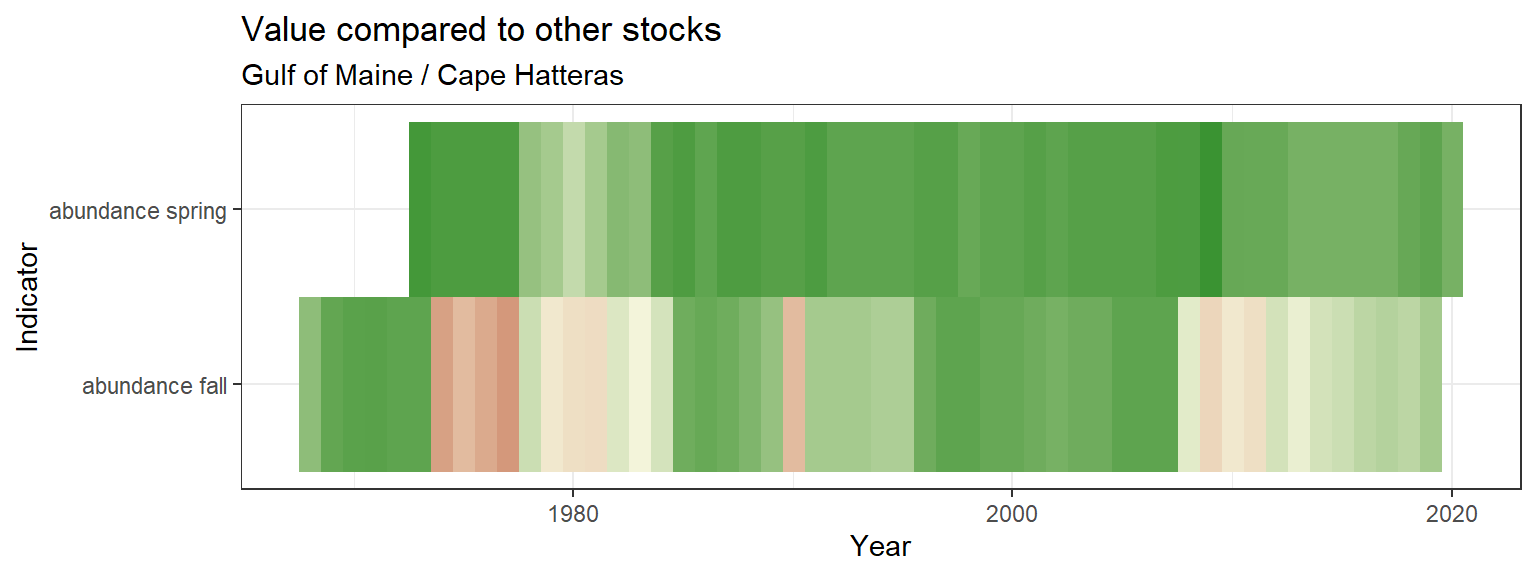 Value compared to other stocks
Gulf of Maine / Cape Hatteras
Indicator
abundance spring
abundance fall
1980
2000
2020
Year